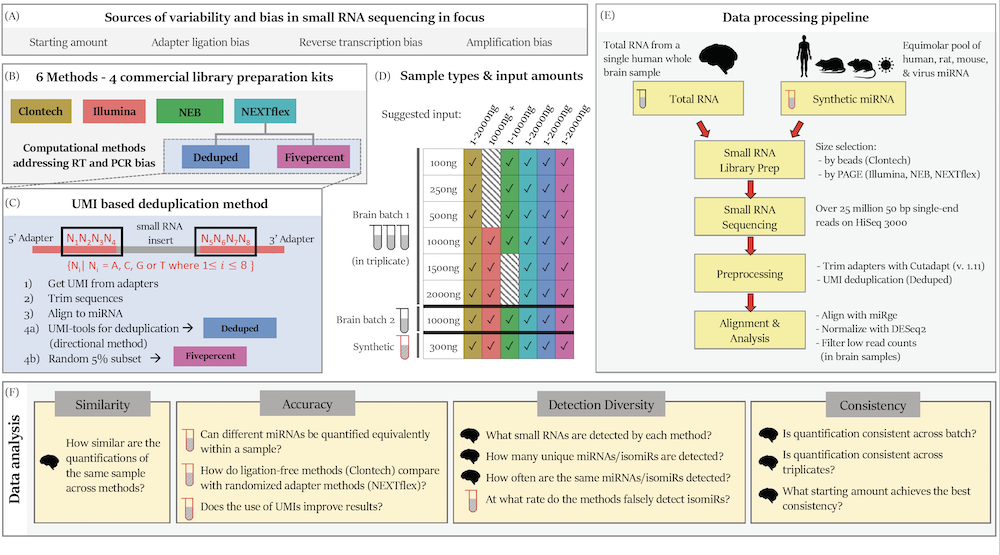 (A)
Sources of variability and bias in small RNA sequencing in focus
Starting amount Adapter ligation bias Reverse transcription bias Amplification bias
(B)
6 Methods - 4 commercial library preparation kits
Clontech Illumina NEB NEXTflex
Computational methods
addressing RT and PCR bias
Deduped Fivepercent
(C)
UMI based deduplication method
5' Adapter N1N2N3N4 small RNA
insert N5N6N7N8 3' Adapter
{Ni| Ni = A, C, G or T where 1≤ i ≤ 8 }
1) Get UMI from adapters
2) Trim sequences
3) Align to miRNA
4a) UMI-tools for deduplication → Deduped
(directional method)
4b) Random 5% subset → Fivepercent
(D)
Sample types & input amounts
Suggested input:
1-2000ng
1000ng +
1-1000ng
1-2000ng
1-2000ng
1-2000ng
Brain batch 1
(in triplicate)
100ng ✓ ✓ ✓ ✓ ✓
250ng ✓ ✓ ✓ ✓ ✓
500ng ✓ ✓ ✓ ✓ ✓
1000ng ✓ ✓ ✓ ✓ ✓ ✓
1500ng ✓ ✓ ✓ ✓ ✓
2000ng ✓ ✓ ✓ ✓ ✓
Brain batch 2 1000ng ✓ ✓ ✓ ✓ ✓ ✓
Synthetic 300ng ✓ ✓ ✓ ✓ ✓ ✓
(E)
Data processing pipeline
Total RNA from a
single human whole
brain sample
Equimolar pool of
human, rat, mouse,
& virus miRNA
Total RNA
Synthetic miRNA
Small RNA
Library Prep
Size selection:
- by beads (Clontech)
- by PAGE (Illumina, NEB, NEXTflex)
Small RNA
Sequencing
Over 25 million 50 bp single-end
reads on HiSeq 3000
Preprocessing
- Trim adapters with Cutadapt (v. 1.11)
- UMI deduplication (Deduped)
Alignment &
Analysis
- Align with miRge
- Normalize with DESeq2
- Filter low read counts
(in brain samples)
(F)
Data analysis
Similarity
How similar are the
quantifications of
the same sample
across methods?
Accuracy
Can different miRNAs be quantified equivalently
within a sample?
How do ligation-free methods (Clontech) compare
with randomized adapter methods (NEXTflex)?
Does the use of UMIs improve results?
Detection Diversity
What small RNAs are detected by each method?
How many unique miRNAs/isomiRs are detected?
How often are the same miRNAs/isomiRs detected?
At what rate do the methods falsely detect isomiRs?
Consistency
Is quantification consistent across batch?
Is quantification consistent across
triplicates?
What starting amount achieves the best
consistency?